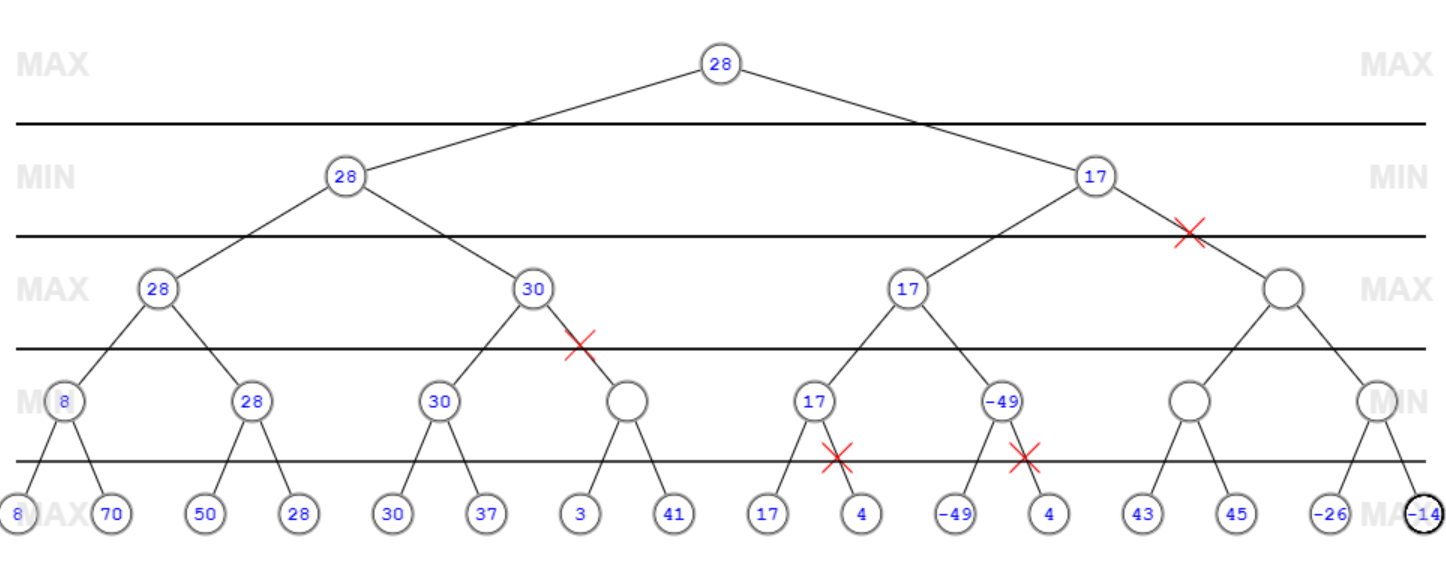 MAX 28 MAX
MIN 28 17 MIN
MAX 28 30 17 MAX
MIN 8 28 30 17 -49 MIN
MAX 8 70 50 28 30 37 3 41 17 4 -49 4 43 45 -26 MAX -14